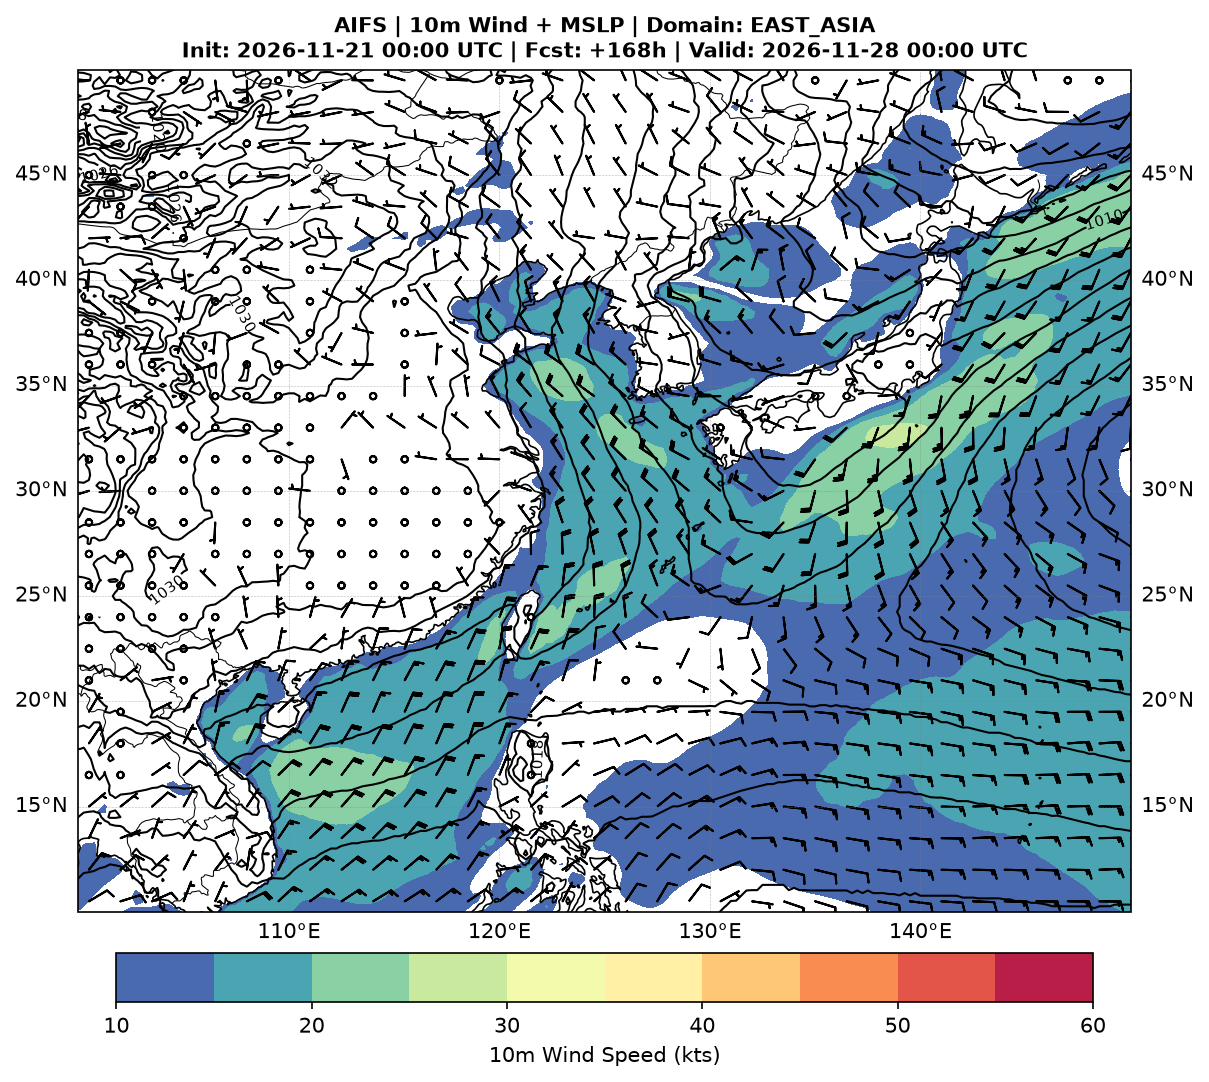 AIFS | 10m Wind + MSLP | Domain: EAST_ASIA
Init: 2026-11-21 00:00 UTC | Fcst: +168h | Valid: 2026-11-28 00:00 UTC
45°N 45°N
1010
40°N 40°N
1030
35°N 35°N
30°N 30°N
1030
25°N 25°N
20°N 20°N
1018
15°N 15°N
110°E 120°E 130°E 140°E
10 20 30 40 50 60
10m Wind Speed (kts)